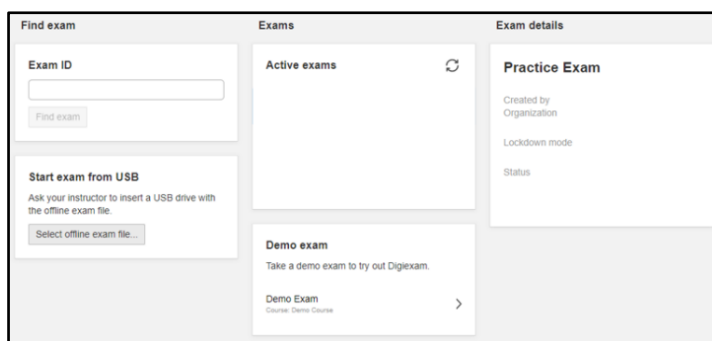 Find exam
Exam ID
Find exam
Start exam from USB
Ask your instructor to insert a USB drive with
the offline exam file.
Select offline exam file...
Exams
Active exams
Demo exam
Take a demo exam to try out Digiexam.
Demo Exam
Course: Demo Course
Exam details
Practice Exam
Created by
Organization
Lockdown mode
Status